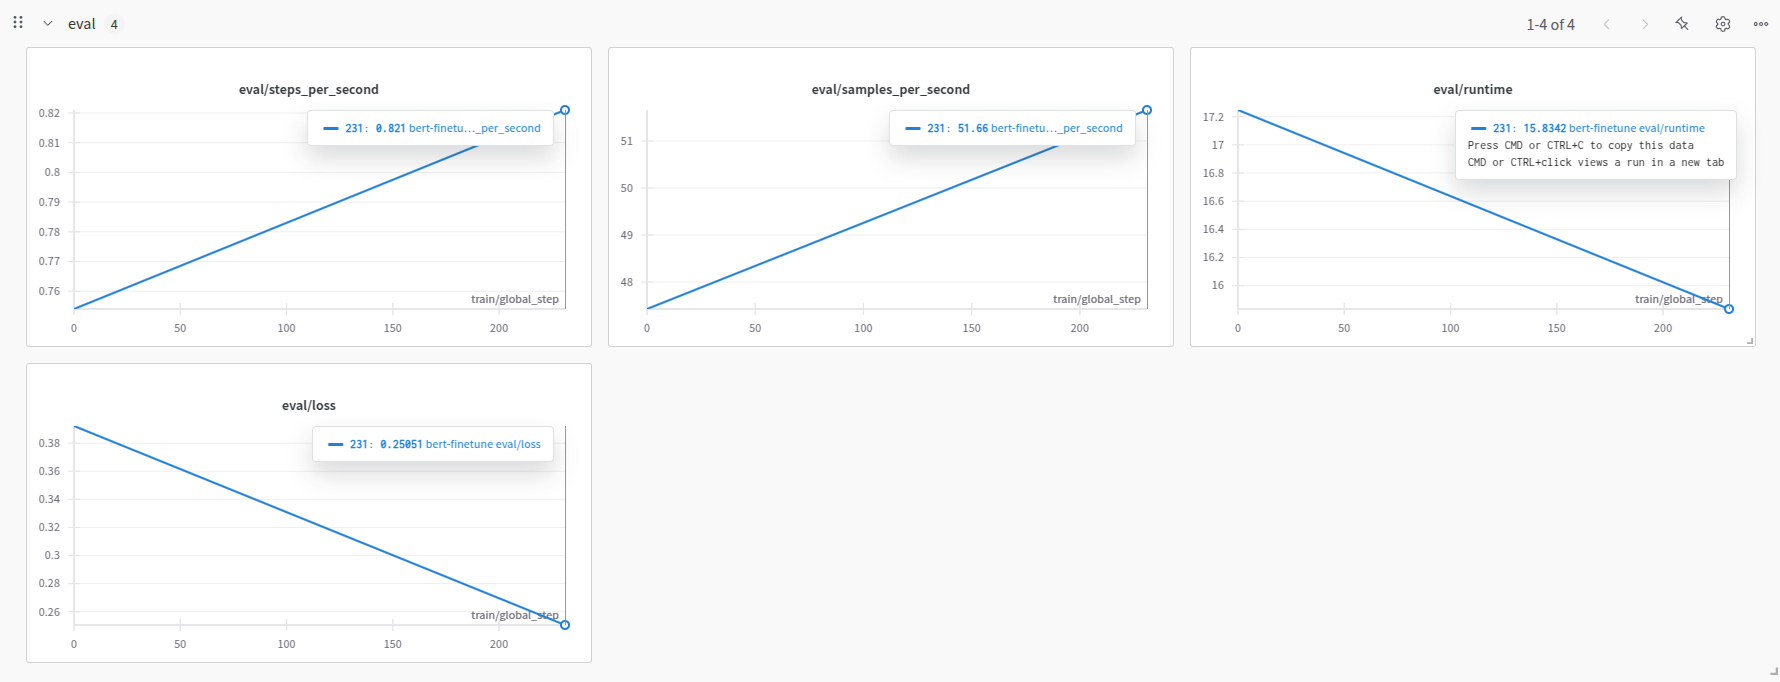 eval 4
1-4 of 4
eval/steps_per_second
231: 0.821 bert-finetu..._per_second
0.82
0.81
0.8
0.79
0.78
0.77
0.76
train/global_step
0 50 100 150 200
eval/samples_per_second
231: 51.66 bert-finetu..._per_second
51
50
49
48
train/global_step
0 50 100 150 200
eval/runtime
231: 15.8342 bert-finetune eval/runtime
Press CMD or CTRL+C to copy this data
CMD or CTRL+click views a run in a new tab
17.2
17
16.8
16.6
16.4
16.2
16
train/global_step
0 50 100 150 200
eval/loss
231: 0.25051 bert-finetune eval/loss
0.38
0.36
0.34
0.32
0.3
0.28
0.26
train/global_step
0 50 100 150 200